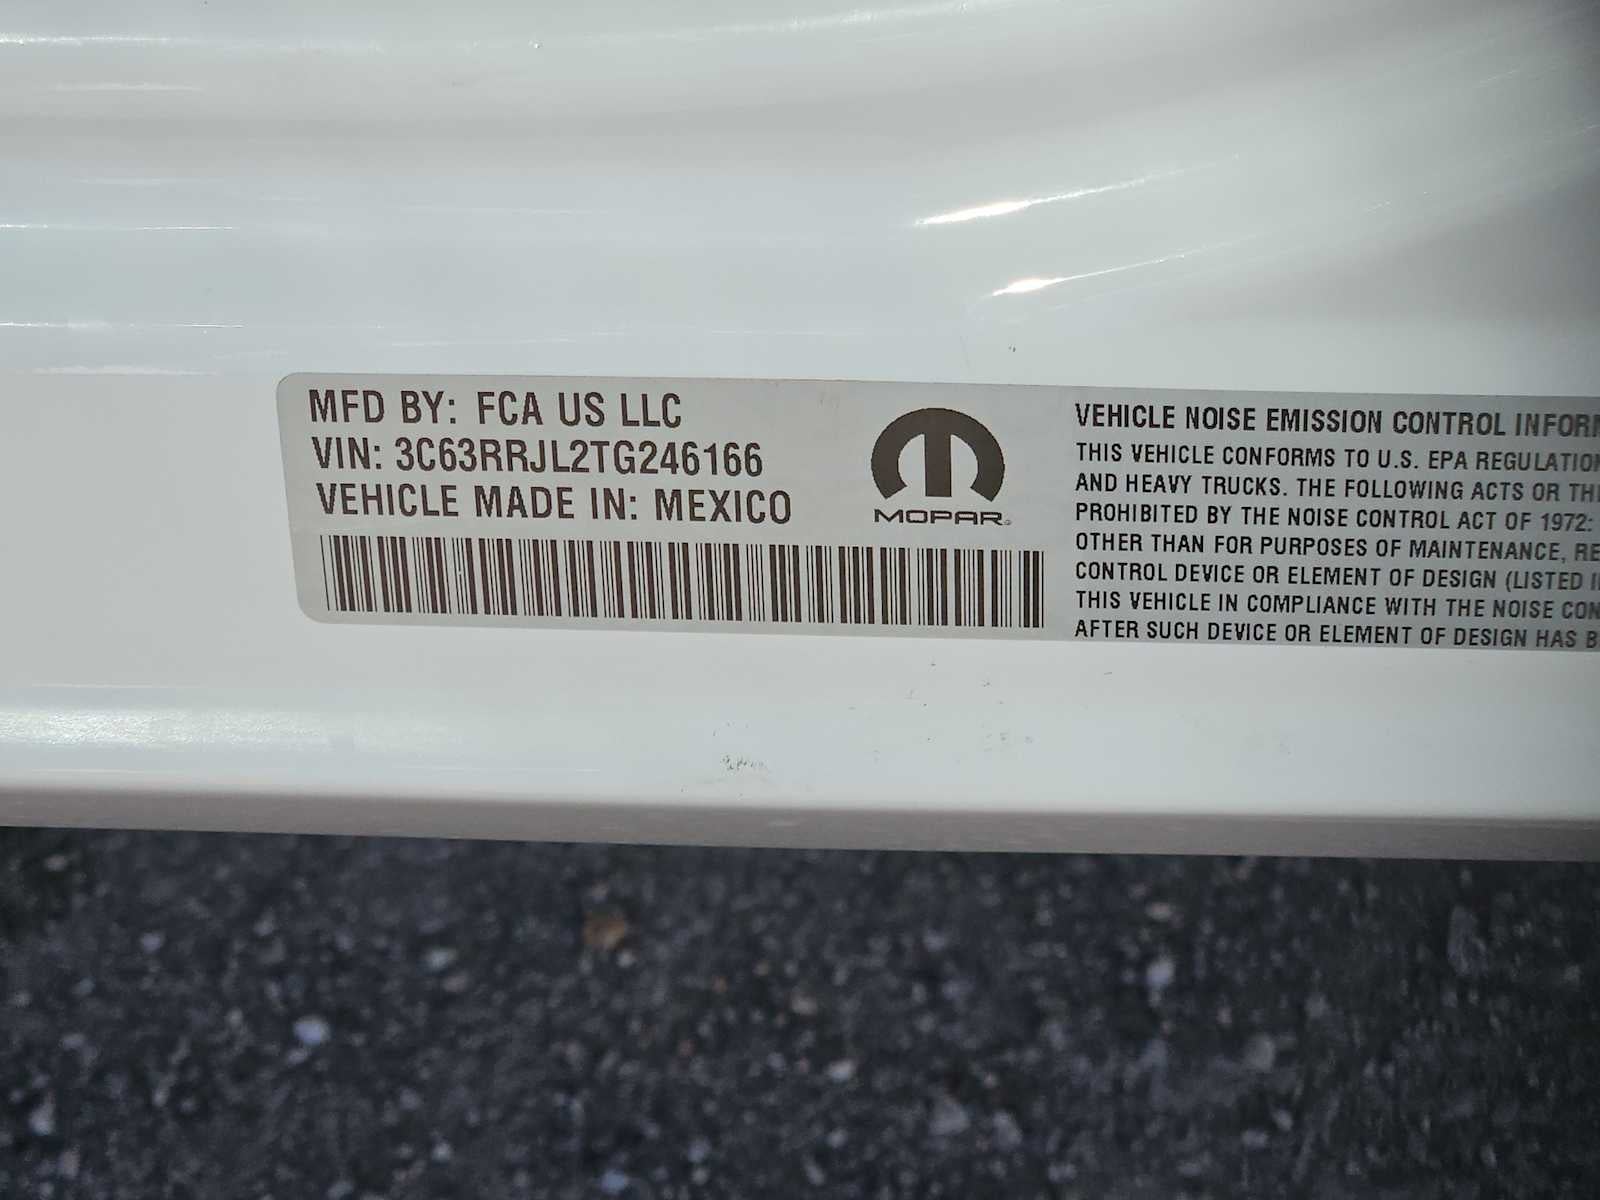 MFD BY: FCA US LLC
VIN: 3C63RRJL2TG246166
VEHICLE MADE IN: MEXICO
MOPAR®
VEHICLE NOISE EMISSION CONTROL
THIS VEHICLE CONFORMS TO U.S. EPA
AND HEAVY TRUCKS. THE FOLLOWING ACTS OR
PROHIBITED BY THE NOISE CONTROL ACT OF 1972:
OTHER THAN FOR PURPOSES OF MAINTENANCE,
CONTROL DEVICE OR ELEMENT OF DESIGN (LISTED
THIS VEHICLE IN COMPLIANCE WITH THE NOISE
AFTER SUCH DEVICE OR ELEMENT OF DESIGN HAS